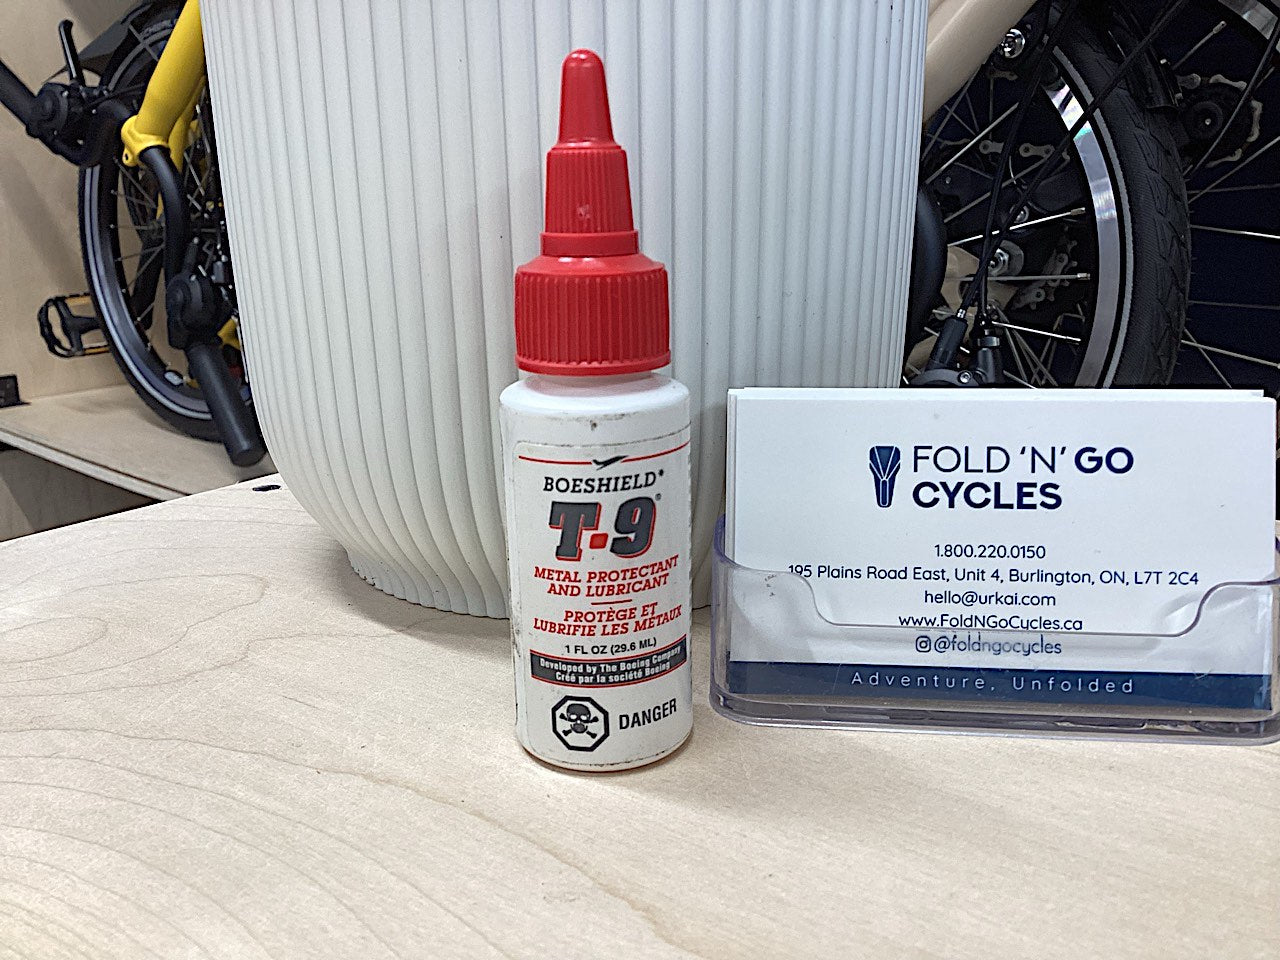 BOESHIELD®
T-9®
METAL PROTECTANT
AND LUBRICANT
PROTÈGE ET
LUBRIFIE LES MÉTAUX
1 FL OZ (29.6 ML)
Developed by The Boeing Company
Créé par la société Boeing
DANGER
FOLD 'N' GO
CYCLES
1.800.220.0150
195 Plains Road East, Unit 4, Burlington, ON, L7T 2C4
hello@urkai.com
www.FoldNGoCycles.ca
@foldngocycles
Adventure, Unfolded